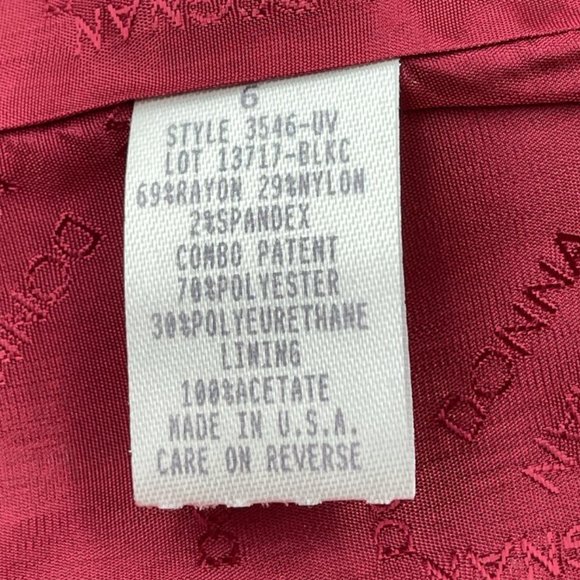 6
STYLE 3546-UV
LOT 13717-BLKC
69%RAYON 29%NYLON
2%SPANDEX
COMBO PATENT
70%POLYESTER
30%POLYEURETHANE
LINING
100%ACETATE
MADE IN U.S.A.
CARE ON REVERSE
DONNA